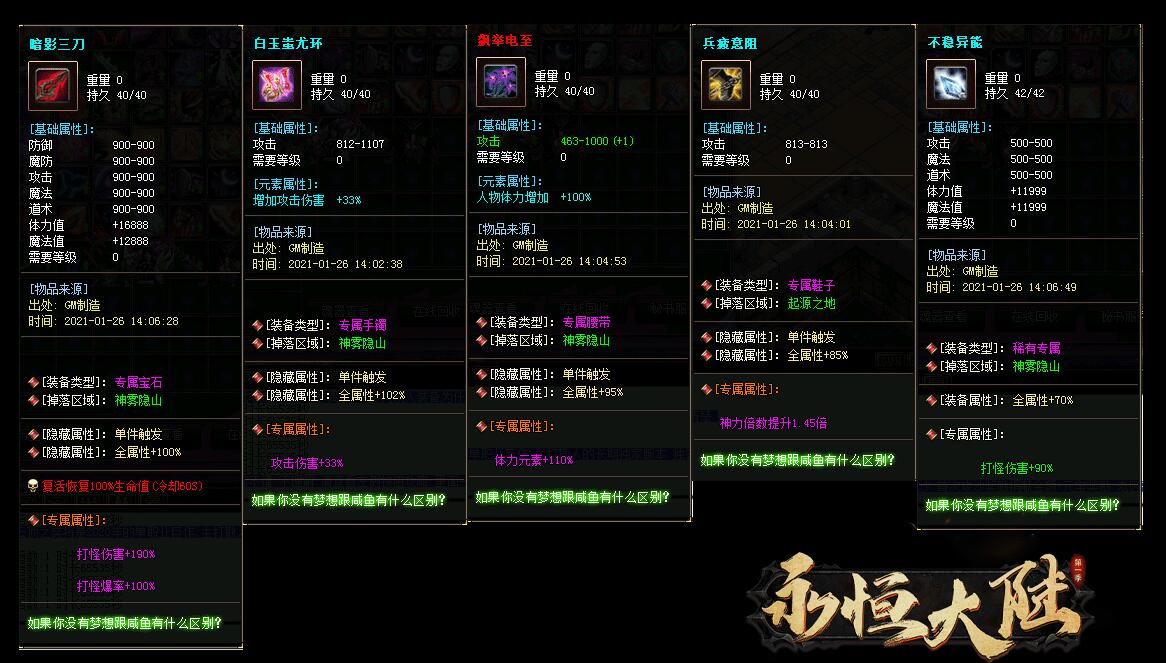 暗影三刀
重量 0
持久 40/40
[基础属性]:
防御 900-900
魔防 900-900
攻击 900-900
魔法 900-900
道术 900-900
体力值 +16888
魔法值 +12888
需要等级 0
[物品来源]
出处: GM制造
时间: 2021-01-26 14:06:28
[装备类型]: 专属宝石
[掉落区域]: 神雾隐山
[隐藏属性]: 单件触发
[隐藏属性]: 全属性+100%
复活恢复100%生命值(冷却60S)
[专属属性]:
打怪伤害+190%
打怪爆率+100%
如果你没有梦想跟咸鱼有什么区别?
白玉蚩尤环
重量 0
持久 40/40
[基础属性]:
攻击 812-1107
需要等级 0
[元素属性]:
增加攻击伤害 +33%
[物品来源]
出处: GM制造
时间: 2021-01-26 14:02:38
[装备类型]: 专属手镯
[掉落区域]: 神雾隐山
[隐藏属性]: 单件触发
[隐藏属性]: 全属性+102%
[专属属性]:
攻击伤害+33%
如果你没有梦想跟咸鱼有什么区别?
飙举电至
重量 0
持久 40/40
[基础属性]:
攻击 463-1000 (+1)
需要等级 0
[元素属性]:
人物体力增加 +100%
[物品来源]
出处: GM制造
时间: 2021-01-26 14:04:53
[装备类型]: 专属腰带
[掉落区域]: 神雾隐山
[隐藏属性]: 单件触发
[隐藏属性]: 全属性+95%
[专属属性]:
体力元素+110%
如果你没有梦想跟咸鱼有什么区别?
兵疲意阻
重量 0
持久 40/40
[基础属性]:
攻击 813-813
需要等级 0
[物品来源]
出处: GM制造
时间: 2021-01-26 14:04:01
[装备类型]: 专属鞋子
[掉落区域]: 起源之地
[隐藏属性]: 单件触发
[隐藏属性]: 全属性+85%
[专属属性]:
神力倍数提升1.45倍
如果你没有梦想跟咸鱼有什么区别?
不稳异能
重量 0
持久 42/42
[基础属性]:
攻击 500-500
魔法 500-500
道术 500-500
体力值 +11999
魔法值 +11999
需要等级 0
[物品来源]
出处: GM制造
时间: 2021-01-26 14:06:49
[装备类型]: 稀有专属
[掉落区域]: 神雾隐山
[装备属性]: 全属性+70%
[专属属性]:
打怪伤害+90%
如果你没有梦想跟咸鱼有什么区别?
永恒大陆
第一季